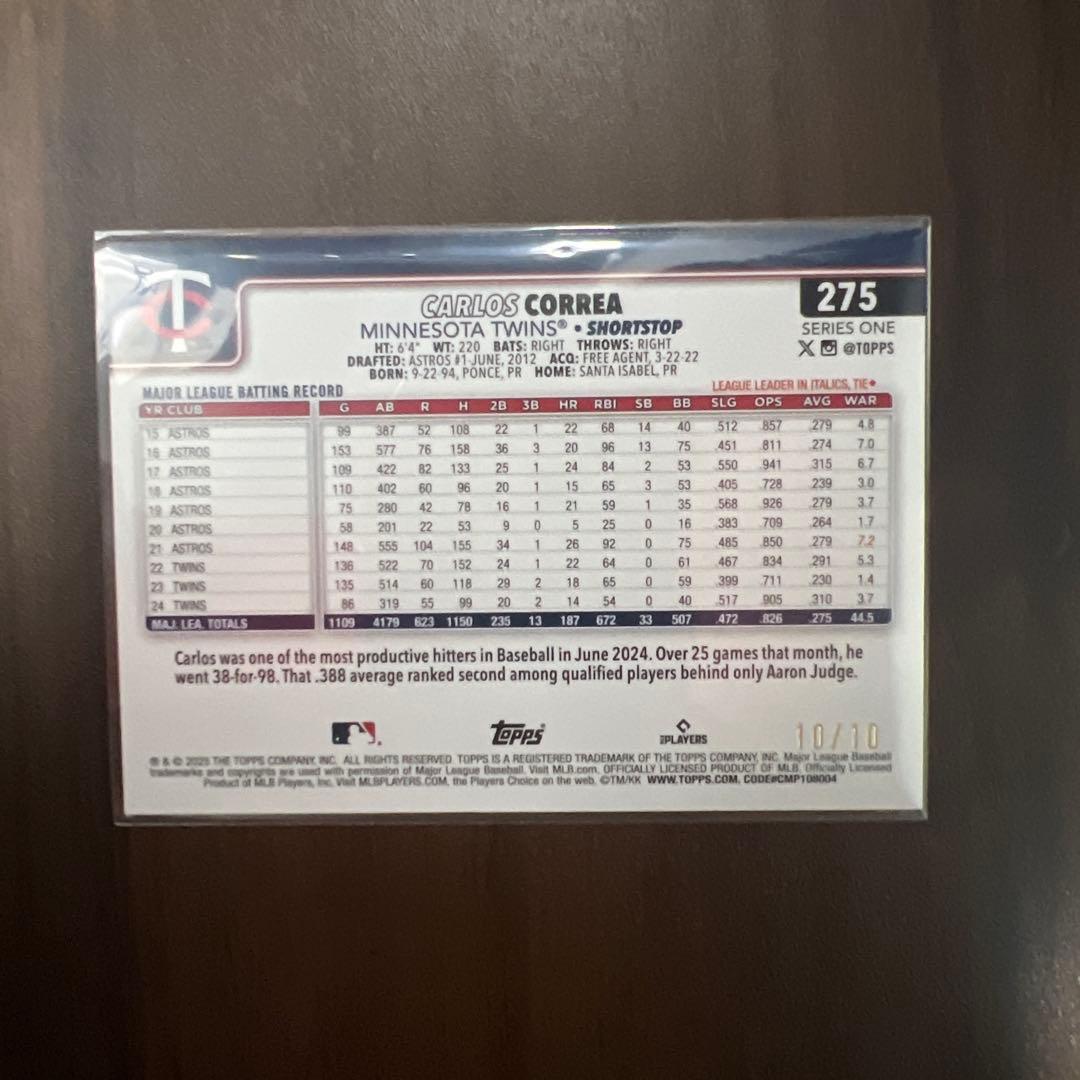 TC
CARLOS CORREA
275
MINNESOTA TWINS® • SHORTSTOP
SERIES ONE
HT: 6'4" WT: 220 BATS: RIGHT THROWS: RIGHT
@TOPPS
DRAFTED: ASTROS #1-JUNE, 2012 ACQ: FREE AGENT, 3-22-22
BORN: 9-22-94, PONCE, PR HOME: SANTA ISABEL, PR
MAJOR LEAGUE BATTING RECORD
LEAGUE LEADER IN ITALICS, TIE♦
YR CLUB G AB R H 2B 3B HR RBI SB BB SLG OPS AVG WAR
15 ASTROS 99 387 52 108 22 1 22 68 14 40 .512 .857 .279 4.8
16 ASTROS 153 577 76 158 36 3 20 96 13 75 .451 .811 .274 7.0
17 ASTROS 109 422 82 133 25 1 24 84 2 53 .550 .941 .315 6.7
18 ASTROS 110 402 60 96 20 1 15 65 3 53 .405 .728 .239 3.0
19 ASTROS 75 280 42 78 16 1 21 59 1 35 .568 .926 .279 3.7
20 ASTROS 58 201 22 53 9 0 5 25 0 16 .383 .709 .264 1.7
21 ASTROS 148 555 104 155 34 1 26 92 0 75 .485 .850 .279 7.2
22 TWINS 136 522 70 152 24 1 22 64 0 61 .467 .834 .291 5.3
23 TWINS 135 514 60 118 29 2 18 65 0 59 .399 .711 .230 1.4
24 TWINS 86 319 55 99 20 2 14 54 0 40 .517 .905 .310 3.7
MAJ. LEA. TOTALS 1109 4179 623 1150 235 13 187 672 33 507 .472 .826 .275 44.5
Carlos was one of the most productive hitters in Baseball in June 2024. Over 25 games that month, he
went 38-for-98. That .388 average ranked second among qualified players behind only Aaron Judge.
Topps®
PLAYERS
10/10
® & © 2025 THE TOPPS COMPANY, INC. ALL RIGHTS RESERVED. TOPPS IS A REGISTERED TRADEMARK OF THE TOPPS COMPANY, INC. Major League Baseball
trademarks and copyrights are used with permission of Major League Baseball. Visit MLB.com. OFFICIALLY LICENSED PRODUCT OF MLB. Officially Licensed
Product of MLB Players, Inc. Visit MLBPLAYERS.COM, the Players Choice on the web. ©TM/KK WWW.TOPPS.COM. CODE#CMP108004